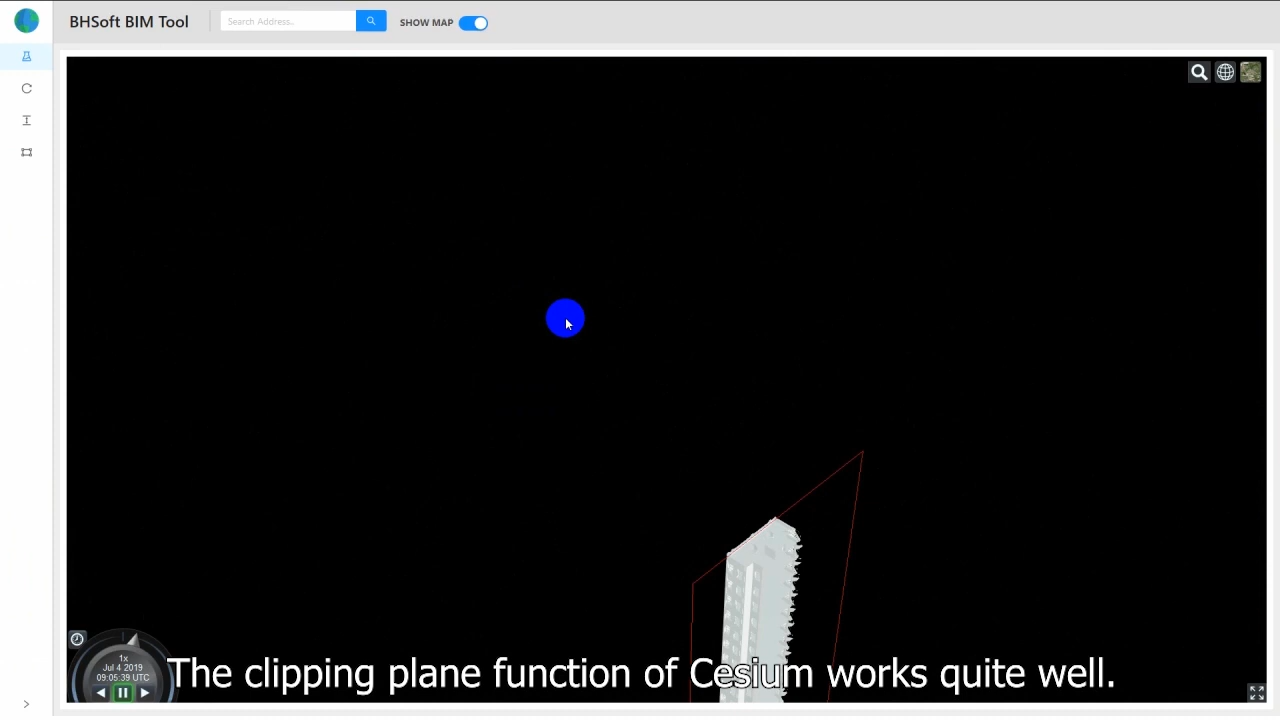 BHSoft BIM Tool
Search Address..
SHOW MAP
1x
Jul 4 2019
09:05:39 UTC
The clipping plane function of Cesium works quite well.